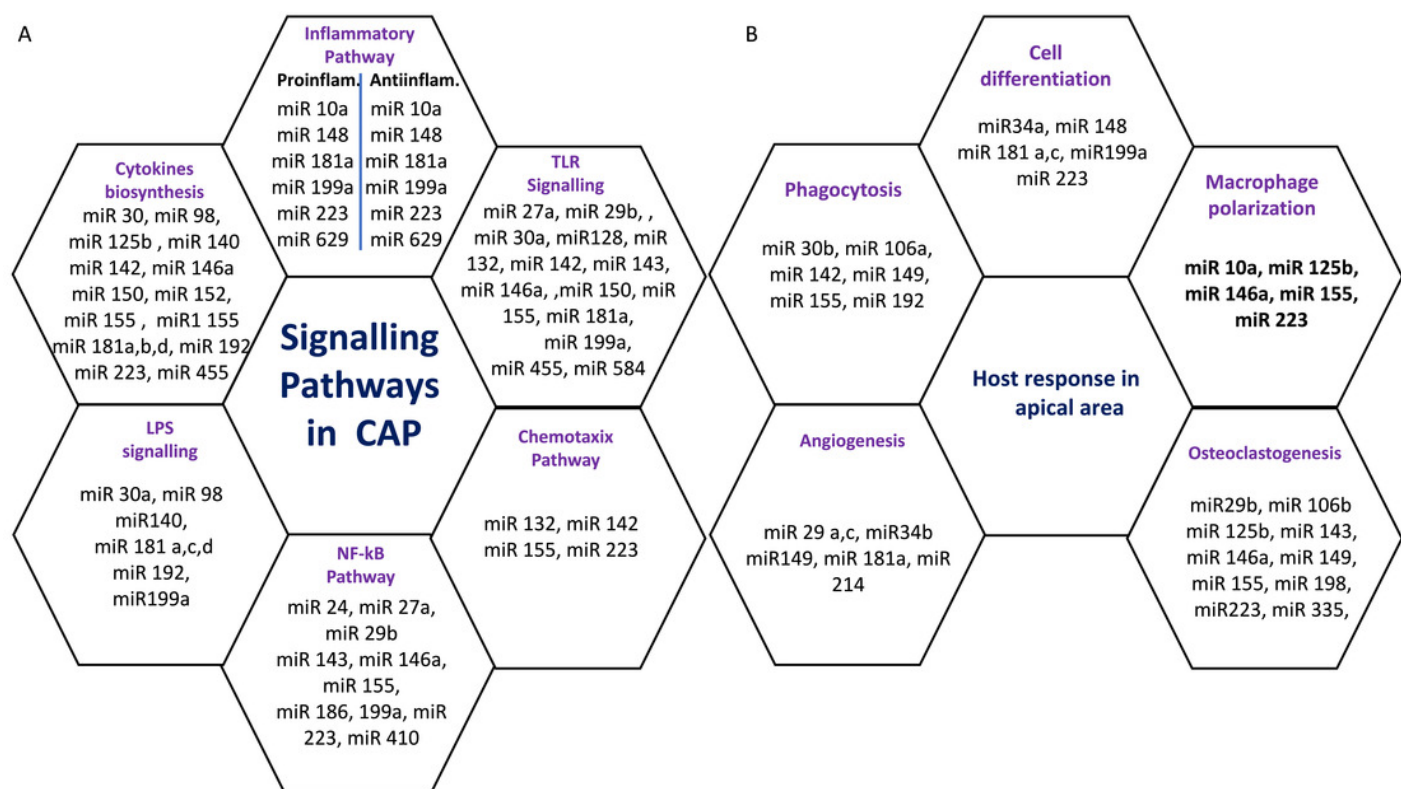 A
Inflammatory
Pathway
Proinflam. Antiinflam.
miR 10a miR 10a
miR 148 miR 148
miR 181a miR 181a
miR 199a miR 199a
miR 223 miR 223
miR 629 miR 629
Cytokines
biosynthesis
miR 30, miR 98,
miR 125b , miR 140
miR 142, miR 146a
miR 150, miR 152,
miR 155 , miR1 155
miR 181a,b,d, miR 192
miR 223, miR 455
TLR
Signalling
miR 27a, miR 29b, ,
miR 30a, miR128, miR
132, miR 142, miR 143,
miR 146a, ,miR 150, miR
155, miR 181a,
miR 199a,
miR 455, miR 584
Signalling
Pathways
in CAP
LPS
signalling
miR 30a, miR 98
miR140,
miR 181 a,c,d
miR 192,
miR199a
Chemotaxix
Pathway
miR 132, miR 142
miR 155, miR 223
NF-kB
Pathway
miR 24, miR 27a,
miR 29b
miR 143, miR 146a,
miR 155,
miR 186, 199a, miR
223, miR 410
B
Cell
differentiation
miR34a, miR 148
miR 181 a,c, miR199a
miR 223
Phagocytosis
miR 30b, miR 106a,
miR 142, miR 149,
miR 155, miR 192
Macrophage
polarization
miR 10a, miR 125b,
miR 146a, miR 155,
miR 223
Host response in
apical area
Angiogenesis
miR 29 a,c, miR34b
miR149, miR 181a, miR
214
Osteoclastogenesis
miR29b, miR 106b
miR 125b, miR 143,
miR 146a, miR 149,
miR 155, miR 198,
miR223, miR 335,